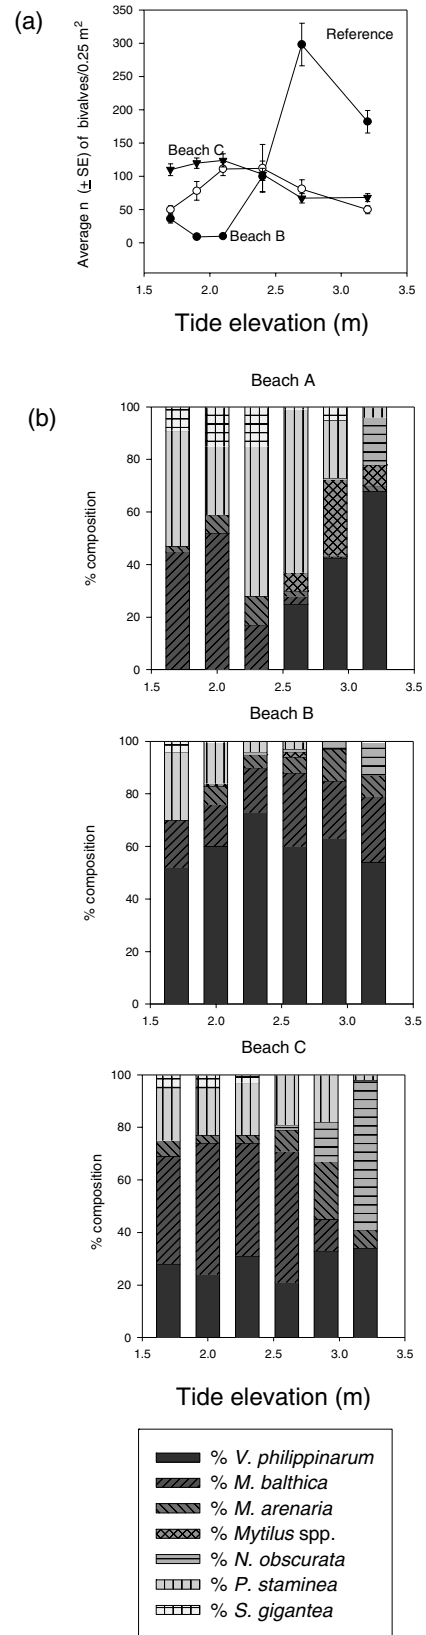 (a)
350
300
250
200
150
100
50
0
Average n (± SE) of bivalves/0.25 m²
Reference
Beach C
Beach B
1.5 2.0 2.5 3.0 3.5
Tide elevation (m)
(b)
Beach A
100
80
60
40
20
0
% composition
1.5 2.0 2.5 3.0 3.5
Beach B
100
80
60
40
20
0
% composition
1.5 2.0 2.5 3.0 3.5
Beach C
100
80
60
40
20
0
% composition
1.5 2.0 2.5 3.0 3.5
Tide elevation (m)
% V. philippinarum
% M. balthica
% M. arenaria
% Mytilus spp.
% N. obscurata
% P. staminea
% S. gigantea